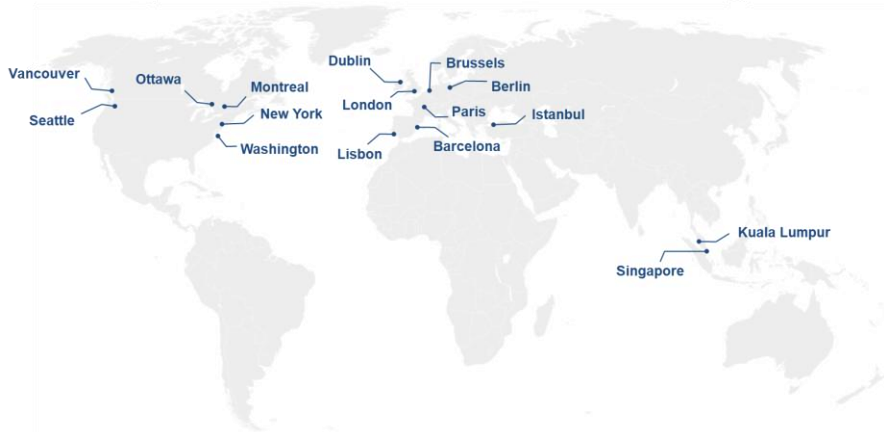 Vancouver
Seattle
Ottawa
Montreal
New York
Washington
Dublin
London
Lisbon
Brussels
Berlin
Paris
Barcelona
Istanbul
Kuala Lumpur
Singapore